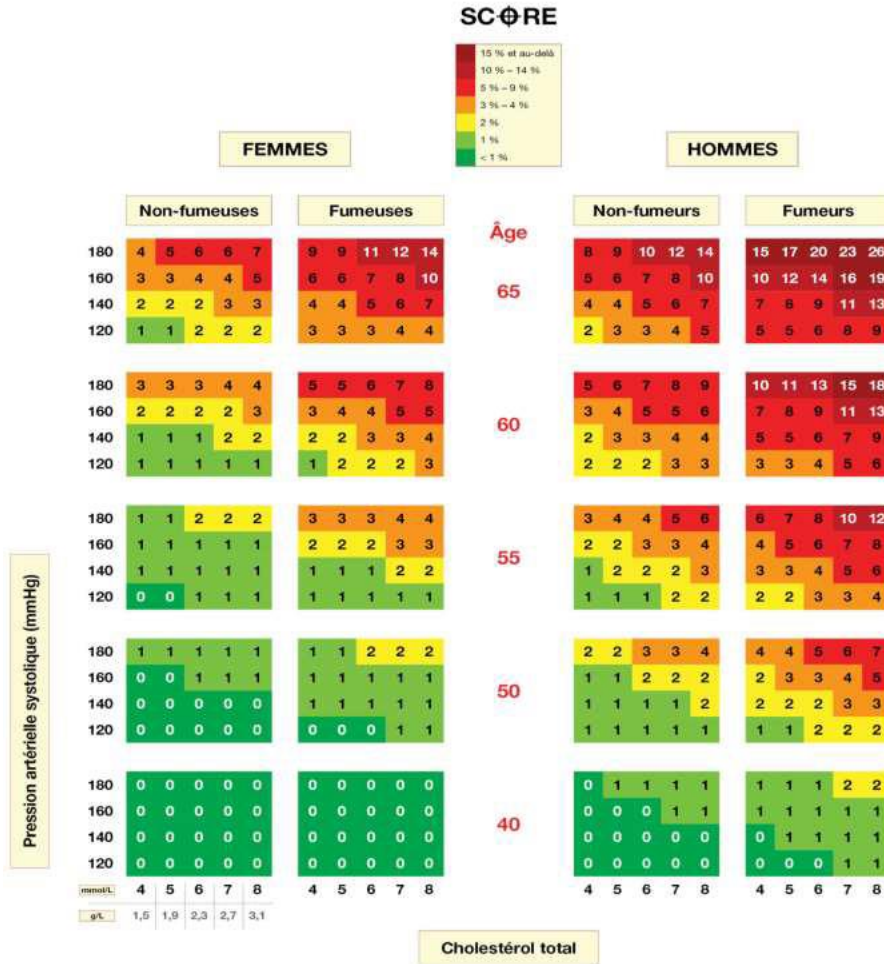 SCORE
15 % et au-delà
10 % – 14 %
5 % – 9 %
3 % – 4 %
2 %
1 %
< 1 %
FEMMES HOMMES
Non-fumeuses Fumeuses Âge Non-fumeurs Fumeurs
180 4 5 6 6 7 9 9 11 12 14 8 9 10 12 14 15 17 20 23 26
160 3 3 4 4 5 6 6 7 8 10 65 5 6 7 8 10 10 12 14 16 19
140 2 2 2 3 3 4 4 5 6 7 4 4 5 6 7 7 8 9 11 13
120 1 1 2 2 2 3 3 3 4 4 2 3 3 4 5 5 5 6 8 9
180 3 3 3 4 4 5 5 6 7 8 5 6 7 8 9 10 11 13 15 18
160 2 2 2 2 3 3 4 4 5 5 60 3 4 5 5 6 7 8 9 11 13
140 1 1 1 2 2 2 2 3 3 4 2 3 3 4 4 5 5 6 7 9
120 1 1 1 1 1 1 2 2 2 3 2 2 2 3 3 3 3 4 5 6
180 1 1 2 2 2 3 3 3 4 4 3 4 4 5 6 6 7 8 10 12
160 1 1 1 1 1 2 2 2 3 3 55 2 2 3 3 4 4 5 6 7 8
140 1 1 1 1 1 1 1 1 2 2 1 2 2 2 3 3 3 4 5 6
120 0 0 1 1 1 1 1 1 1 1 1 1 1 2 2 2 2 3 3 4
180 1 1 1 1 1 1 1 2 2 2 2 2 3 3 4 4 4 5 6 7
160 0 0 1 1 1 1 1 1 1 1 50 1 1 2 2 2 2 3 3 4 5
140 0 0 0 0 0 1 1 1 1 1 1 1 1 1 2 2 2 2 3 3
120 0 0 0 0 0 0 0 0 1 1 1 1 1 1 1 1 1 2 2 2
180 0 0 0 0 0 0 0 0 0 0 0 1 1 1 1 1 1 1 2 2
160 0 0 0 0 0 0 0 0 0 0 40 0 0 0 1 1 1 1 1 1 1
140 0 0 0 0 0 0 0 0 0 0 0 0 0 0 0 0 1 1 1 1
120 0 0 0 0 0 0 0 0 0 0 0 0 0 0 0 0 0 0 1 1
mmol/L 4 5 6 7 8 4 5 6 7 8 4 5 6 7 8 4 5 6 7 8
g/L 1,5 1,9 2,3 2,7 3,1
Pression artérielle systolique (mmHg)
Cholestérol total